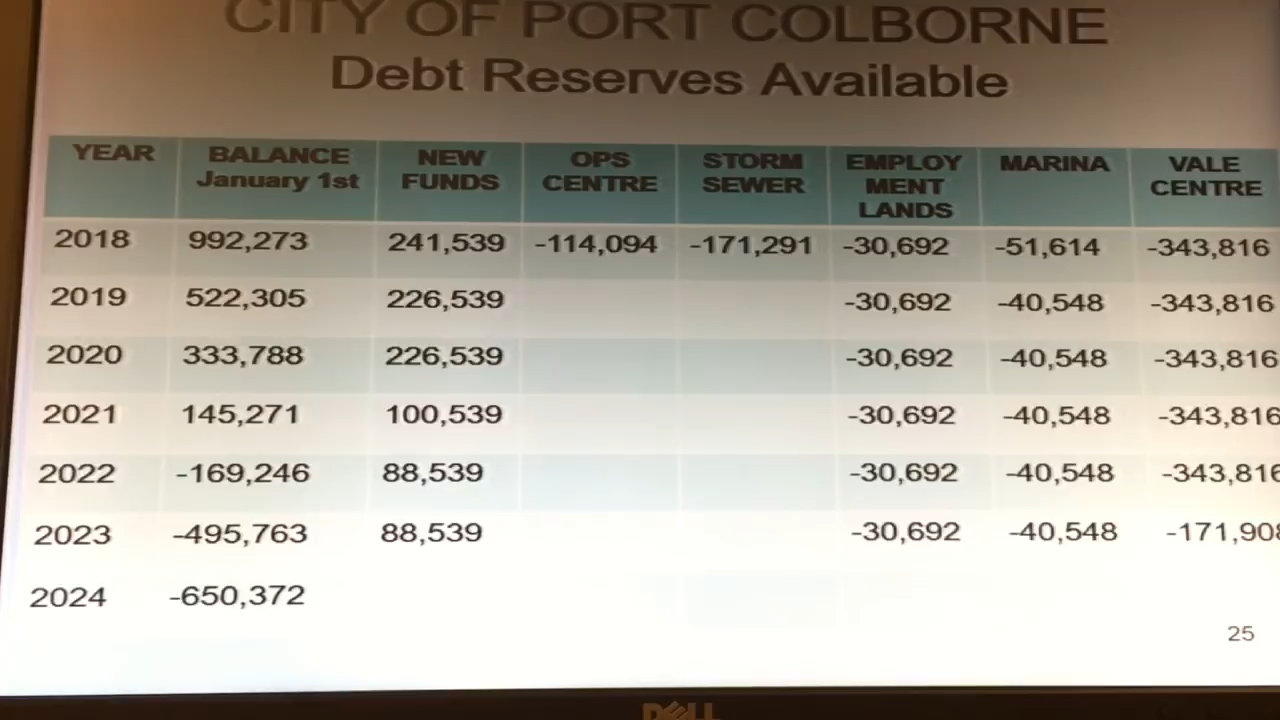 CITY OF PORT COLBORNE
Debt Reserves Available
YEAR BALANCE January 1st NEW FUNDS OPS CENTRE STORM SEWER EMPLOY MENT LANDS MARINA VALE CENTRE
2018 992,273 241,539 -114,094 -171,291 -30,692 -51,614 -343,816
2019 522,305 226,539 -30,692 -40,548 -343,816
2020 333,788 226,539 -30,692 -40,548 -343,816
2021 145,271 100,539 -30,692 -40,548 -343,816
2022 -169,246 88,539 -30,692 -40,548 -343,816
2023 -495,763 88,539 -30,692 -40,548 -171,908
2024 -650,372
25
DELL